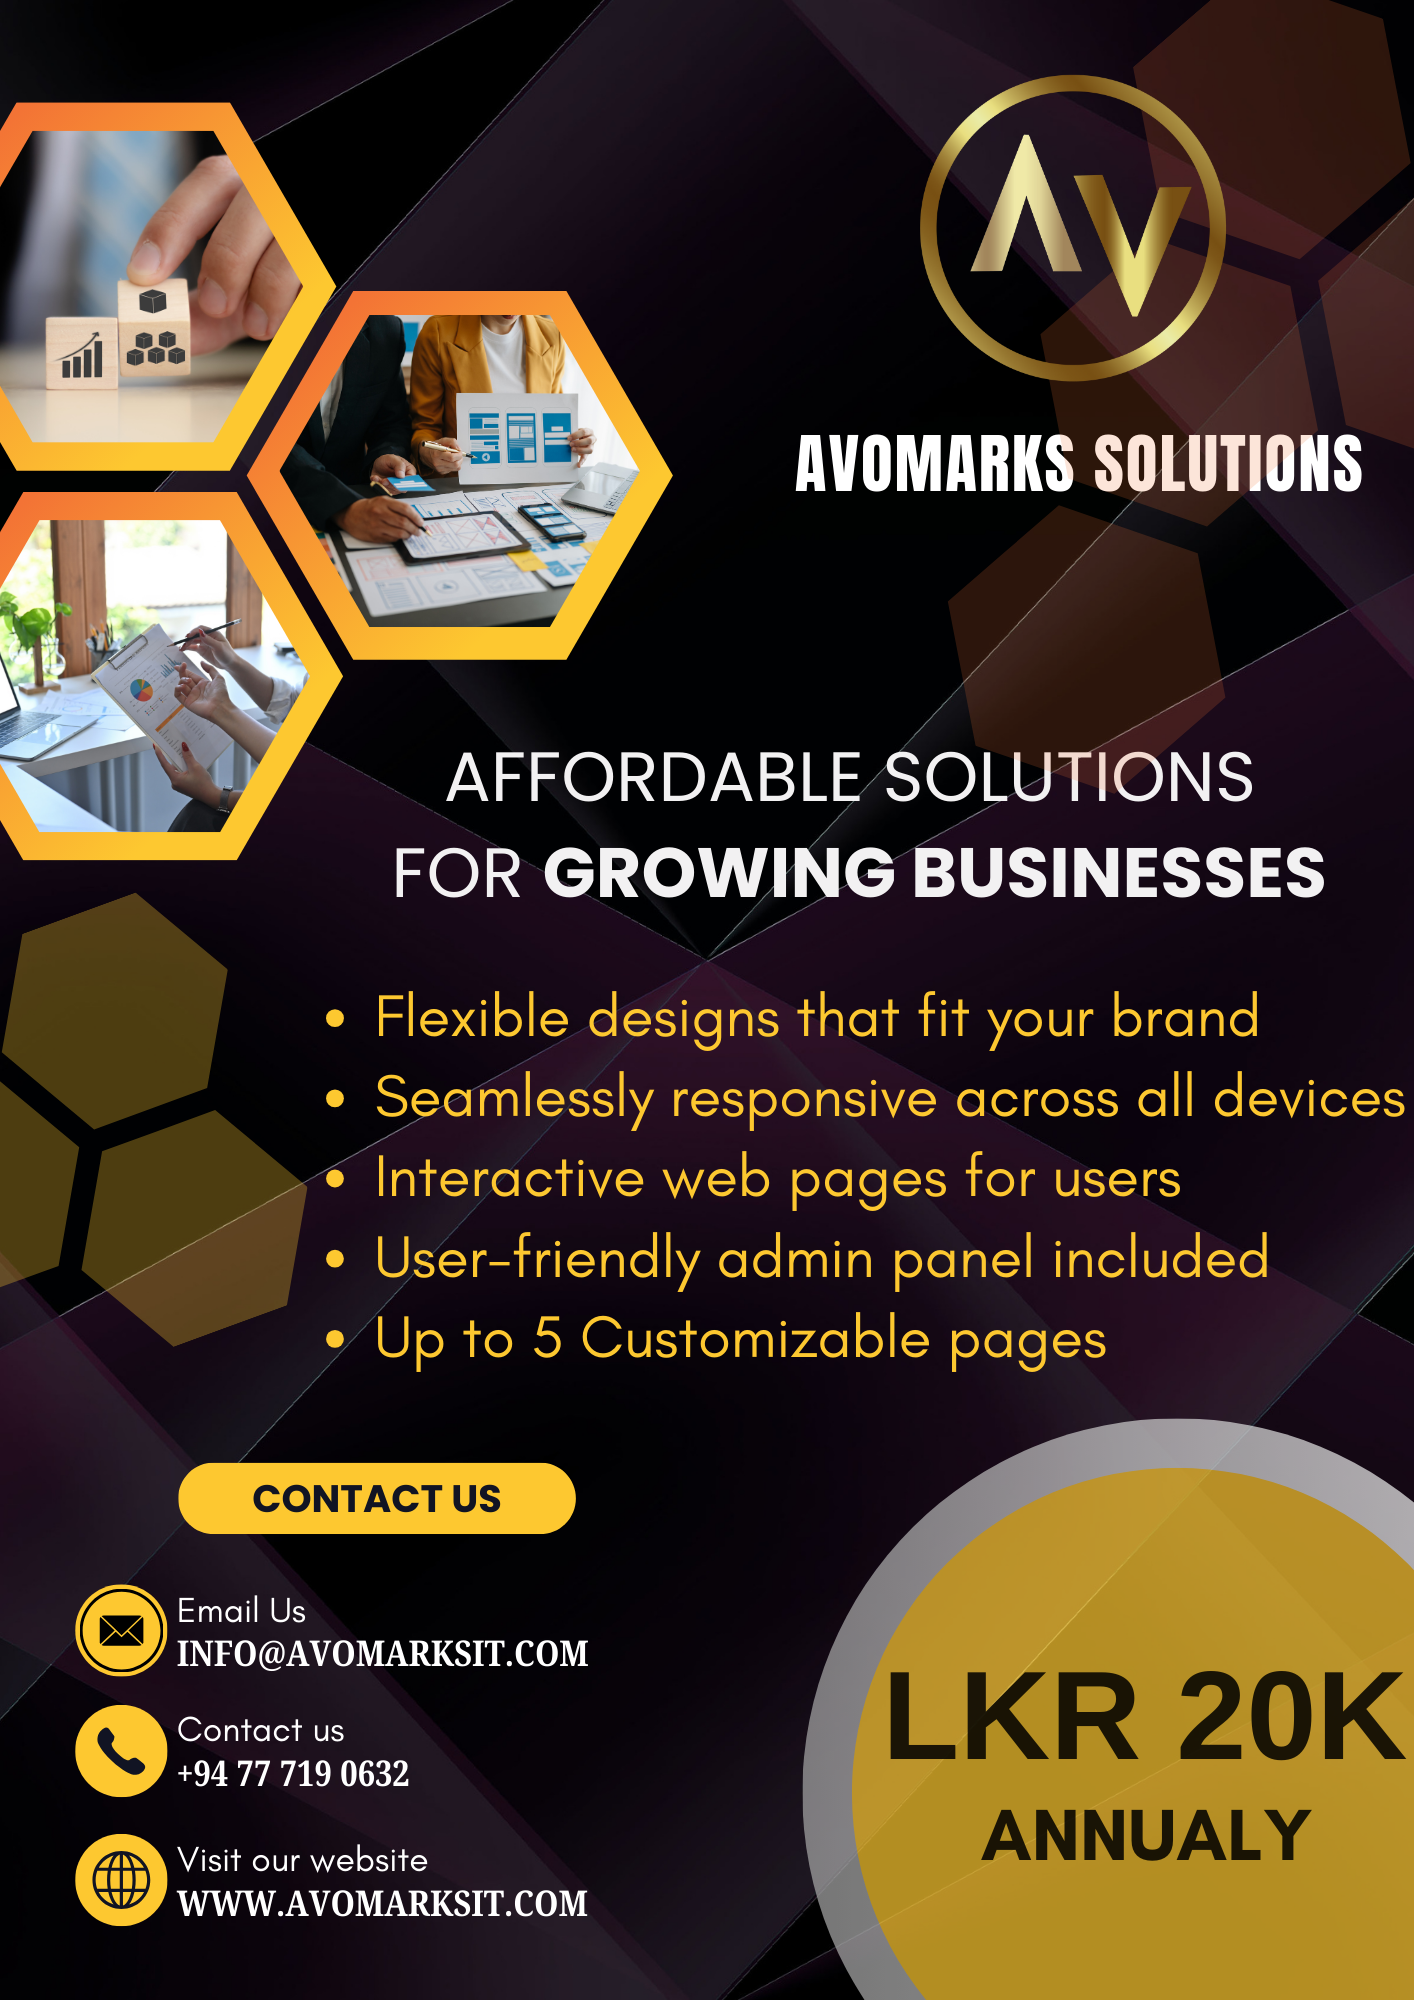 AV
AVOMARKS SOLUTIONS
AFFORDABLE SOLUTIONS
FOR GROWING BUSINESSES
• Flexible designs that fit your brand
• Seamlessly responsive across all devices
• Interactive web pages for users
• User-friendly admin panel included
• Up to 5 Customizable pages
CONTACT US
Email Us
INFO@AVOMARKSIT.COM
Contact us
+94 77 719 0632
Visit our website
WWW.AVOMARKSIT.COM
LKR 20K
ANNUALY